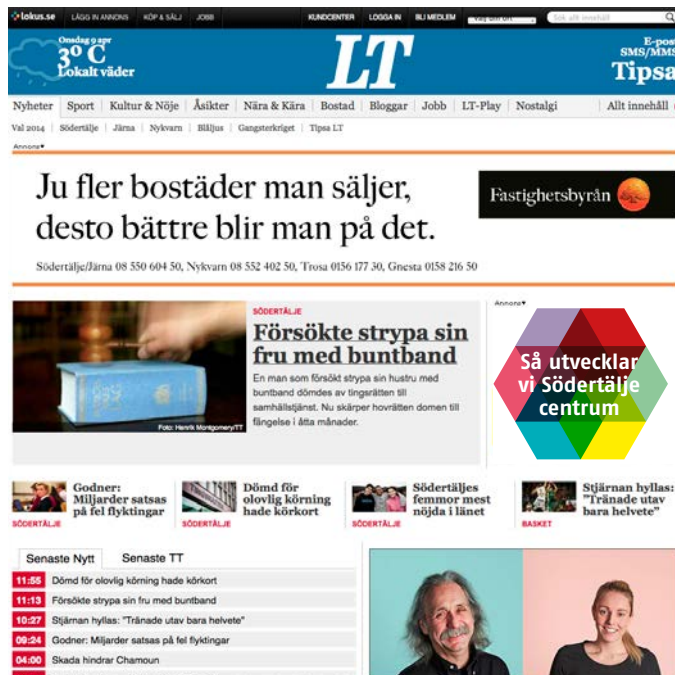 lokus.se LÄGG IN ANNONS KÖP & SÄLJ JOBB KUNDCENTER LOGGA IN BLI MEDLEM Välj din ort Sök allt innehåll
Onsdag 9 apr
3° C
Lokalt väder
LT
E-post
SMS/MMS
Tipsa
Nyheter Sport Kultur & Nöje Åsikter Nära & Kära Bostad Bloggar Jobb LT-Play Nostalgi Allt innehåll
Val 2014 Södertälje Järna Nykvarn Blåljus Gangsterkriget Tipsa LT
Annons▾
Ju fler bostäder man säljer,
desto bättre blir man på det.
Fastighetsbyrån
Södertälje/Järna 08 550 604 50, Nykvarn 08 552 402 50, Trosa 0156 177 30, Gnesta 0158 216 50
SÖDERTÄLJE
Försökte strypa sin
fru med buntband
En man som försökt strypa sin hustru med
buntband dömdes av tingsrätten till
samhällstjänst. Nu skärper hovrätten domen till
fängelse i åtta månader.
Foto: Henrik Montgomery/TT
Annons▾
Så utvecklar
vi Södertälje
centrum
Godner:
Miljarder satsas
på fel flyktingar
SÖDERTÄLJE
Dömd för
olovlig körning
hade körkort
SÖDERTÄLJE
Södertäljes
femmor mest
nöjda i länet
SÖDERTÄLJE
Stjärnan hyllas:
"Tränade utav
bara helvete"
BASKET
Senaste Nytt Senaste TT
11:55 Dömd för olovlig körning hade körkort
11:13 Försökte strypa sin fru med buntband
10:27 Stjärnan hyllas: "Tränade utav bara helvete"
09:24 Godner: Miljarder satsas på fel flyktingar
04:00 Skada hindrar Chamoun